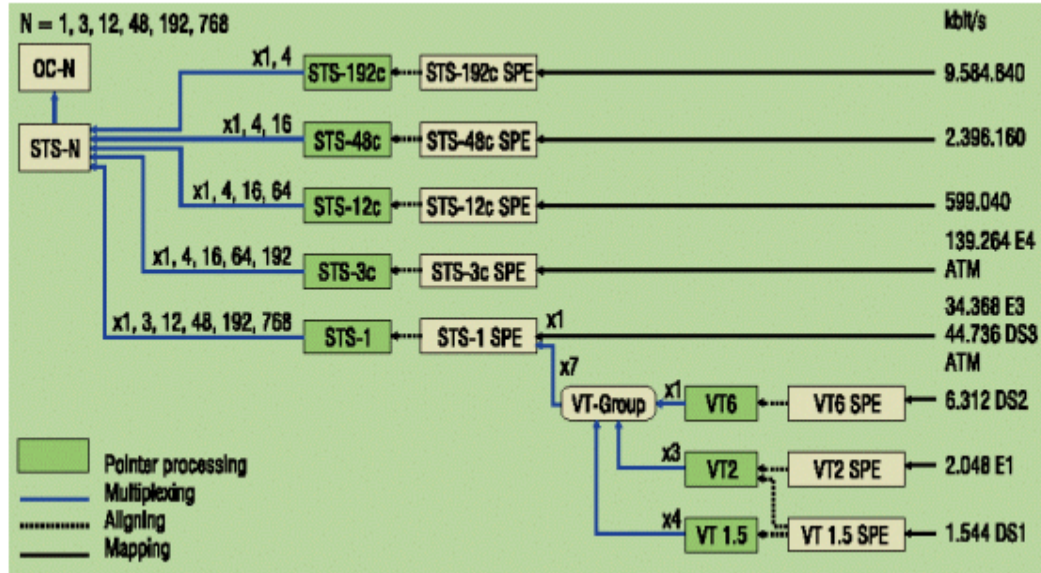 N = 1, 3, 12, 48, 192, 768
kbit/s
OC-N
x1, 4
STS-192c
STS-192c SPE
9.584.640
STS-N
x1, 4, 16
STS-48c
STS-48c SPE
2.396.160
x1, 4, 16, 64
STS-12c
STS-12c SPE
599.040
139.264 E4
x1, 4, 16, 64, 192
STS-3c
STS-3c SPE
ATM
34.368 E3
x1, 3, 12, 48, 192, 768
STS-1
STS-1 SPE
x1
44.736 DS3
ATM
x7
VT-Group
x1
VT6
VT6 SPE
6.312 DS2
x3
VT2
VT2 SPE
2.048 E1
x4
VT 1.5
VT 1.5 SPE
1.544 DS1
Pointer processing
Multiplexing
Aligning
Mapping